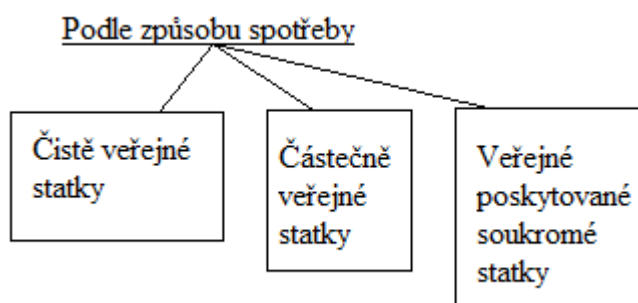 Podle způsobu spotřeby
Čistě veřejné
statky
Částečně
veřejné
statky
Veřejné
poskytované
soukromé
statky